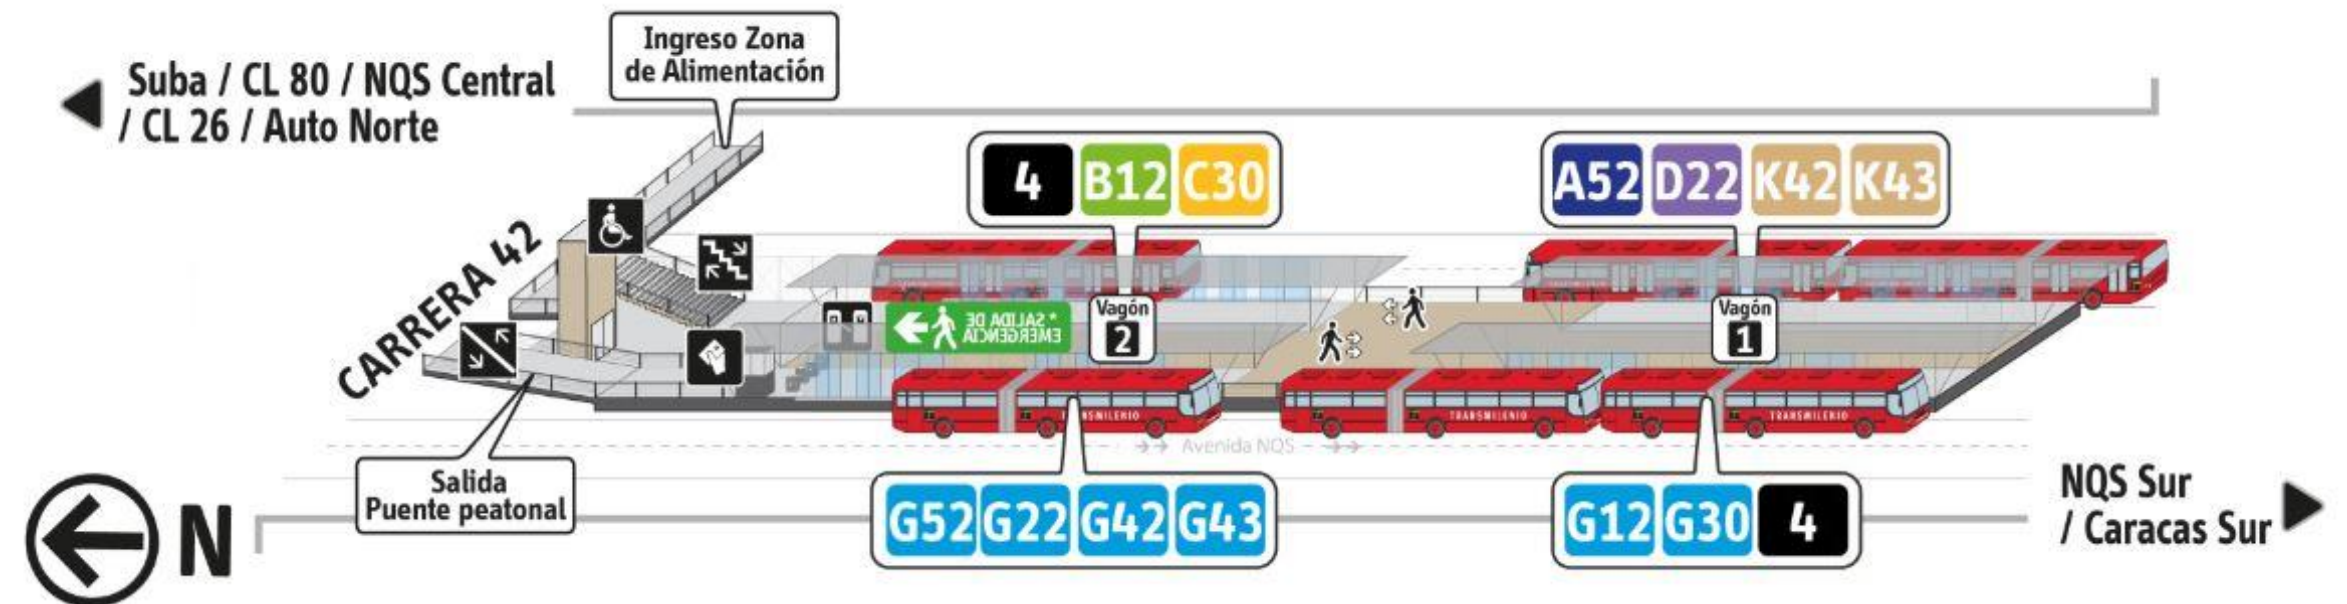 Ingreso Zona
de Alimentación
Suba / CL 80 / NQS Central
/ CL 26 / Auto Norte
4 B12 C30
A52 D22 K42 K43
CARRERA 42
* SALIDA DE
EMERGENCIA
Vagón
2
Vagón
1
TRANSMILENIO
TRANSMILENIO
Avenida NQS
Salida
Puente peatonal
G52 G22 G42 G43
G12 G30 4
N
NQS Sur
/ Caracas Sur